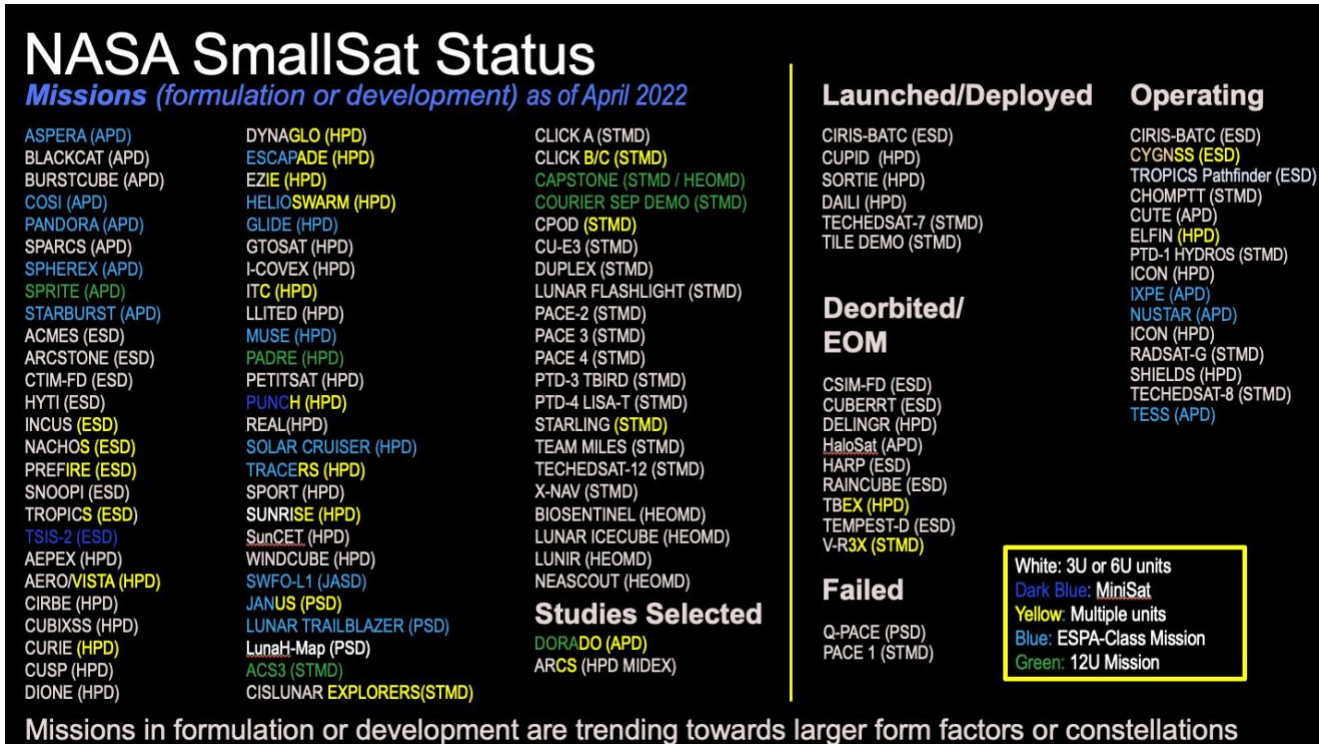 NASA SmallSat Status
Missions (formulation or development) as of April 2022
ASPERA (APD)
BLACKCAT (APD)
BURSTCUBE (APD)
COSI (APD)
PANDORA (APD)
SPARCS (APD)
SPHEREX (APD)
SPRITE (APD)
STARBURST (APD)
ACMES (ESD)
ARCSTONE (ESD)
CTIM-FD (ESD)
HYTI (ESD)
INCUS (ESD)
NACHOS (ESD)
PREFIRE (ESD)
SNOOPI (ESD)
TROPICS (ESD)
TSIS-2 (ESD)
AEPEX (HPD)
AERO/VISTA (HPD)
CIRBE (HPD)
CUBIXSS (HPD)
CURIE (HPD)
CUSP (HPD)
DIONE (HPD)
DYNAGLO (HPD)
ESCAPADE (HPD)
EZIE (HPD)
HELIOSWARM (HPD)
GLIDE (HPD)
GTOSAT (HPD)
I-COVEX (HPD)
ITC (HPD)
LLITED (HPD)
MUSE (HPD)
PADRE (HPD)
PETITSAT (HPD)
PUNCH (HPD)
REAL(HPD)
SOLAR CRUISER (HPD)
TRACERS (HPD)
SPORT (HPD)
SUNRISE (HPD)
SunCET (HPD)
WINDCUBE (HPD)
SWFO-L1 (JASD)
JANUS (PSD)
LUNAR TRAILBLAZER (PSD)
LunaH-Map (PSD)
ACS3 (STMD)
CISLUNAR EXPLORERS(STMD)
CLICK A (STMD)
CLICK B/C (STMD)
CAPSTONE (STMD / HEOMD)
COURIER SEP DEMO (STMD)
CPOD (STMD)
CU-E3 (STMD)
DUPLEX (STMD)
LUNAR FLASHLIGHT (STMD)
PACE-2 (STMD)
PACE 3 (STMD)
PACE 4 (STMD)
PTD-3 TBIRD (STMD)
PTD-4 LISA-T (STMD)
STARLING (STMD)
TEAM MILES (STMD)
TECHEDSAT-12 (STMD)
X-NAV (STMD)
BIOSENTINEL (HEOMD)
LUNAR ICECUBE (HEOMD)
LUNIR (HEOMD)
NEASCOUT (HEOMD)
Studies Selected
DORADO (APD)
ARCS (HPD MIDEX)
Launched/Deployed
CIRIS-BATC (ESD)
CUPID (HPD)
SORTIE (HPD)
DAILI (HPD)
TECHEDSAT-7 (STMD)
TILE DEMO (STMD)
Deorbited/
EOM
CSIM-FD (ESD)
CUBERRT (ESD)
DELINGR (HPD)
HaloSat (APD)
HARP (ESD)
RAINCUBE (ESD)
TBEX (HPD)
TEMPEST-D (ESD)
V-R3X (STMD)
Failed
Q-PACE (PSD)
PACE 1 (STMD)
Operating
CIRIS-BATC (ESD)
CYGNSS (ESD)
TROPICS Pathfinder (ESD)
CHOMPTT (STMD)
CUTE (APD)
ELFIN (HPD)
PTD-1 HYDROS (STMD)
ICON (HPD)
IXPE (APD)
NUSTAR (APD)
ICON (HPD)
RADSAT-G (STMD)
SHIELDS (HPD)
TECHEDSAT-8 (STMD)
TESS (APD)
White: 3U or 6U units
Dark Blue: MiniSat
Yellow: Multiple units
Blue: ESPA-Class Mission
Green: 12U Mission
Missions in formulation or development are trending towards larger form factors or constellations